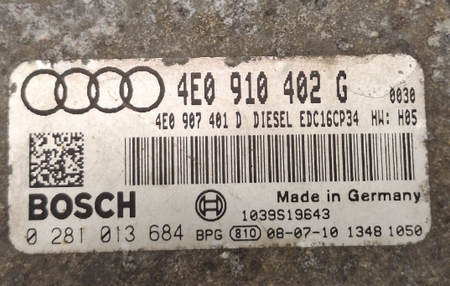 4E0 910 402 G 0030
4E0 907 401 D DIESEL EDC16CP34 HW: H05
BOSCH
Made in Germany
1039S19643
0 281 013 684 BPG 810 08-07-10 1348 1050